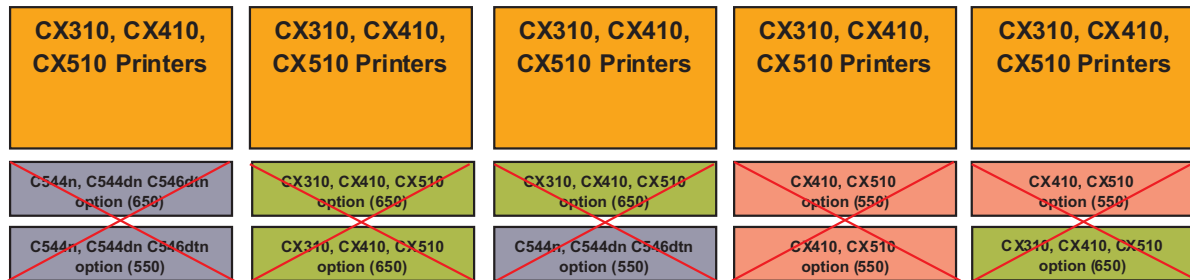 CX310, CX410,
CX510 Printers
CX310, CX410,
CX510 Printers
CX310, CX410,
CX510 Printers
CX310, CX410,
CX510 Printers
CX310, CX410,
CX510 Printers
C544n, C544dn C546dtn
option (650)
CX310, CX410, CX510
option (650)
CX310, CX410, CX510
option (650)
CX410, CX510
option (550)
CX410, CX510
option (550)
C544n, C544dn C546dtn
option (550)
CX310, CX410, CX510
option (650)
C544n, C544dn C546dtn
option (550)
CX410, CX510
option (550)
CX310, CX410, CX510
option (650)